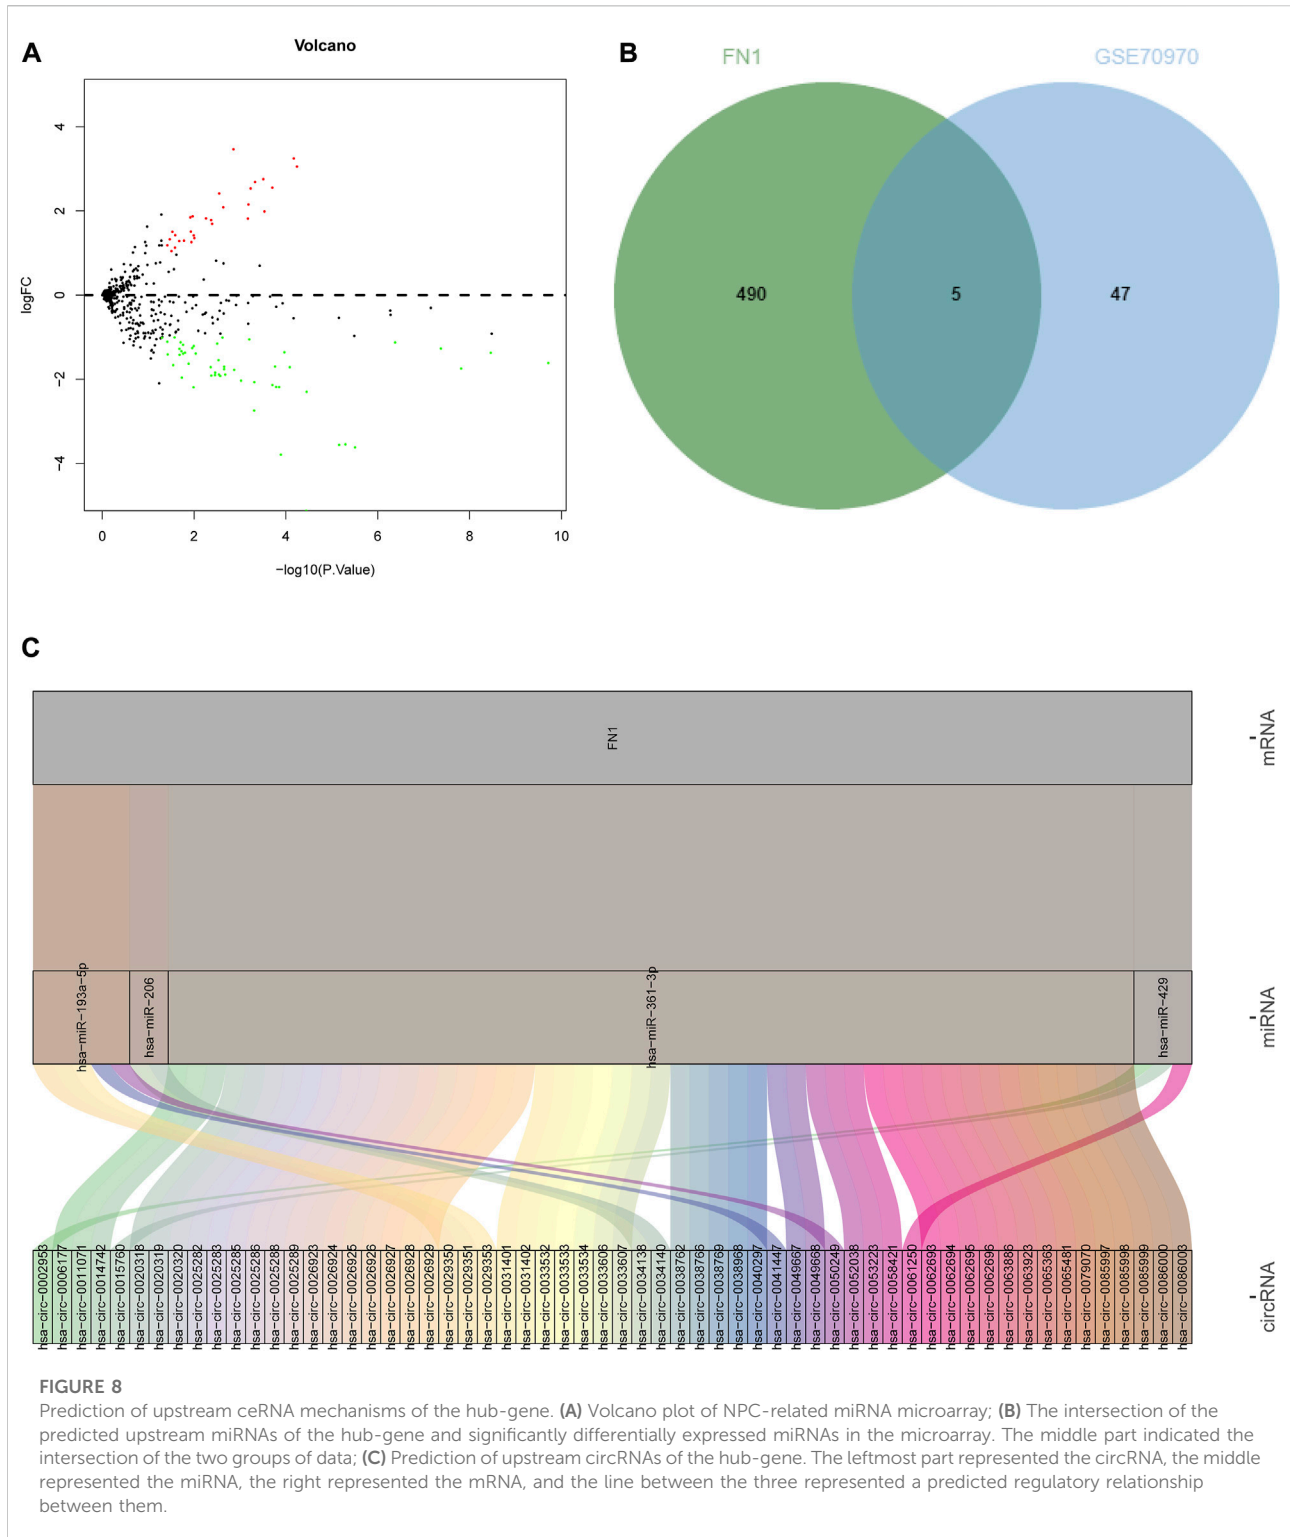 A
Volcano
logFC
4
2
0
−2
−4
0
2
4
6
8
10
−log10(P.Value)
B
FN1
GSE70970
490
5
47
C
FN1
mRNA
hsa−miR−193a−5p
hsa−miR−206
hsa−miR−361−3p
hsa−miR−429
miRNA
hsa−circ−0002953
hsa−circ−0006177
hsa−circ−0011071
hsa−circ−0014742
hsa−circ−0015760
hsa−circ−0020318
hsa−circ−0020319
hsa−circ−0020320
hsa−circ−0025282
hsa−circ−0025283
hsa−circ−0025285
hsa−circ−0025286
hsa−circ−0025288
hsa−circ−0025289
hsa−circ−0026923
hsa−circ−0026924
hsa−circ−0026925
hsa−circ−0026926
hsa−circ−0026927
hsa−circ−0026928
hsa−circ−0026929
hsa−circ−0029350
hsa−circ−0029351
hsa−circ−0029353
hsa−circ−0031401
hsa−circ−0031402
hsa−circ−0033532
hsa−circ−0033533
hsa−circ−0033534
hsa−circ−0033606
hsa−circ−0033607
hsa−circ−0034138
hsa−circ−0034140
hsa−circ−0038762
hsa−circ−0038766
hsa−circ−0038769
hsa−circ−0038968
hsa−circ−0040297
hsa−circ−0041447
hsa−circ−0049667
hsa−circ−0049668
hsa−circ−0050249
hsa−circ−0052038
hsa−circ−0053223
hsa−circ−0058421
hsa−circ−0061250
hsa−circ−0062693
hsa−circ−0062694
hsa−circ−0062695
hsa−circ−0062696
hsa−circ−0063886
hsa−circ−0063923
hsa−circ−0065363
hsa−circ−0065481
hsa−circ−0079070
hsa−circ−0085997
hsa−circ−0085998
hsa−circ−0085999
hsa−circ−0086000
hsa−circ−0086003
circRNA
FIGURE 8
Prediction of upstream ceRNA mechanisms of the hub-gene. (A) Volcano plot of NPC-related miRNA microarray; (B) The intersection of the
predicted upstream miRNAs of the hub-gene and significantly differentially expressed miRNAs in the microarray. The middle part indicated the
intersection of the two groups of data; (C) Prediction of upstream circRNAs of the hub-gene. The leftmost part represented the circRNA, the middle
represented the miRNA, the right represented the mRNA, and the line between the three represented a predicted regulatory relationship
between them.